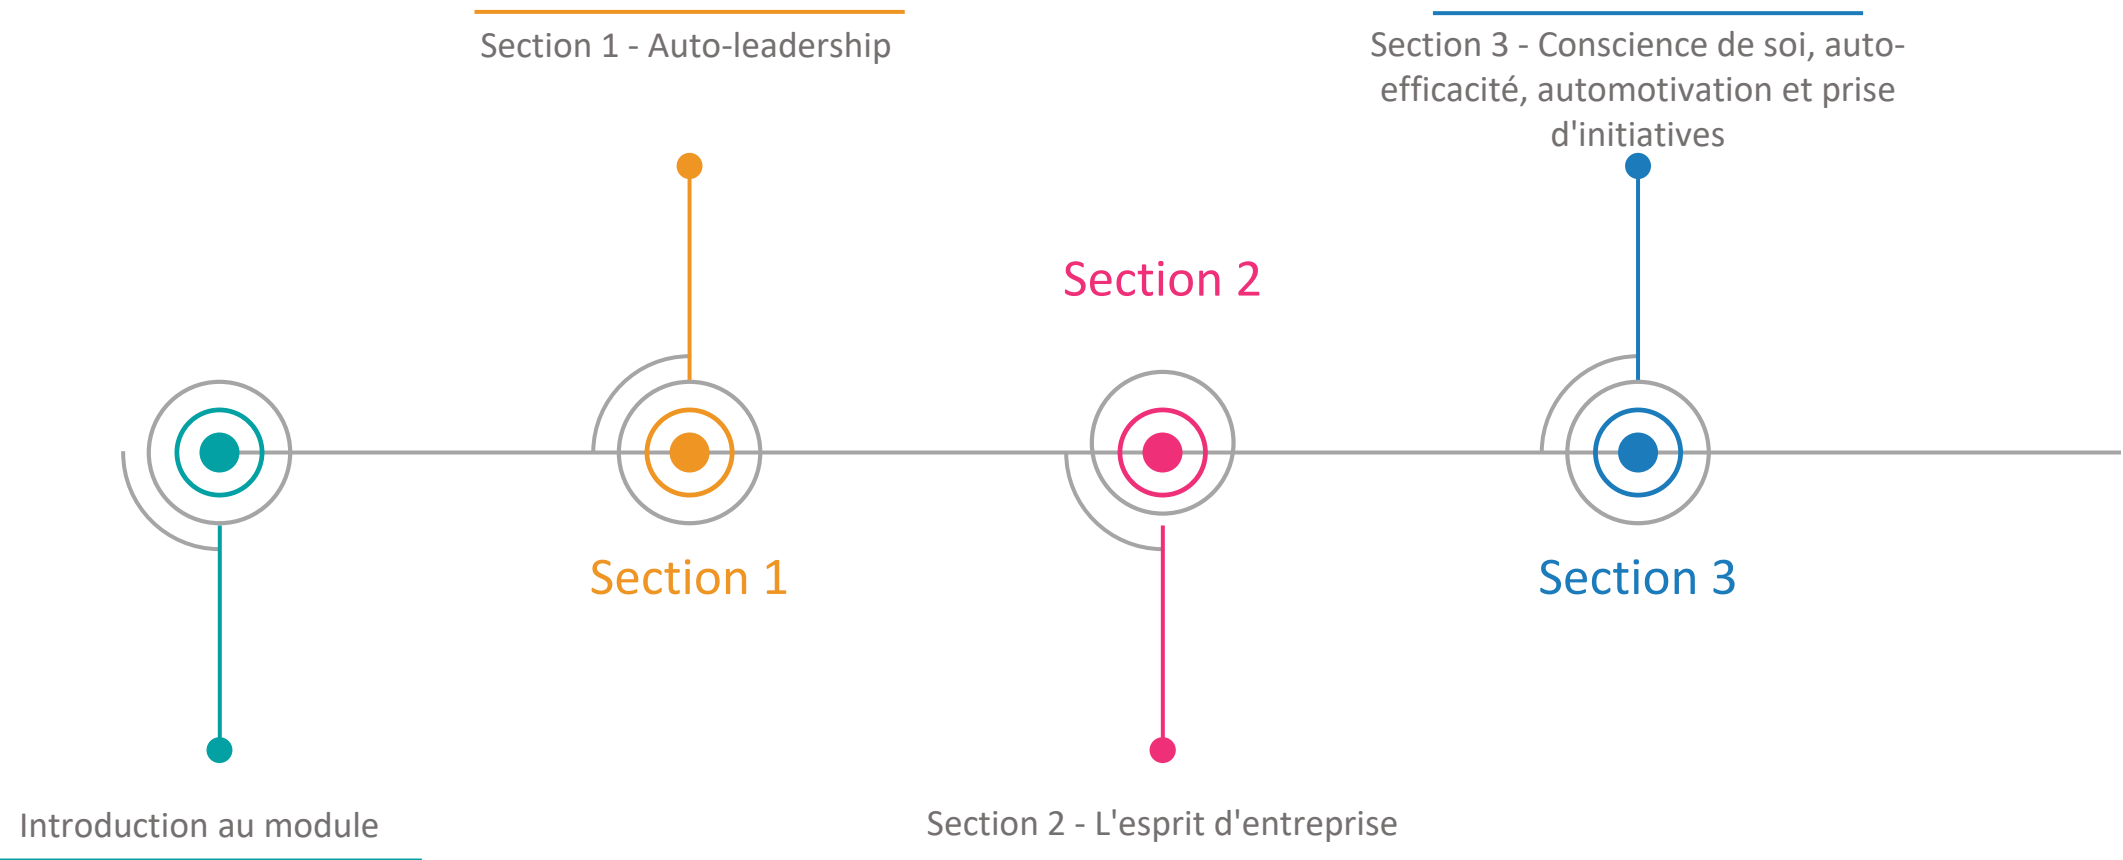 Section 1 - Auto-leadership
Section 3 - Conscience de soi, auto-
efficacité, automotivation et prise
d'initiatives
Section 2
Section 1
Section 3
Introduction au module
Section 2 - L'esprit d'entreprise